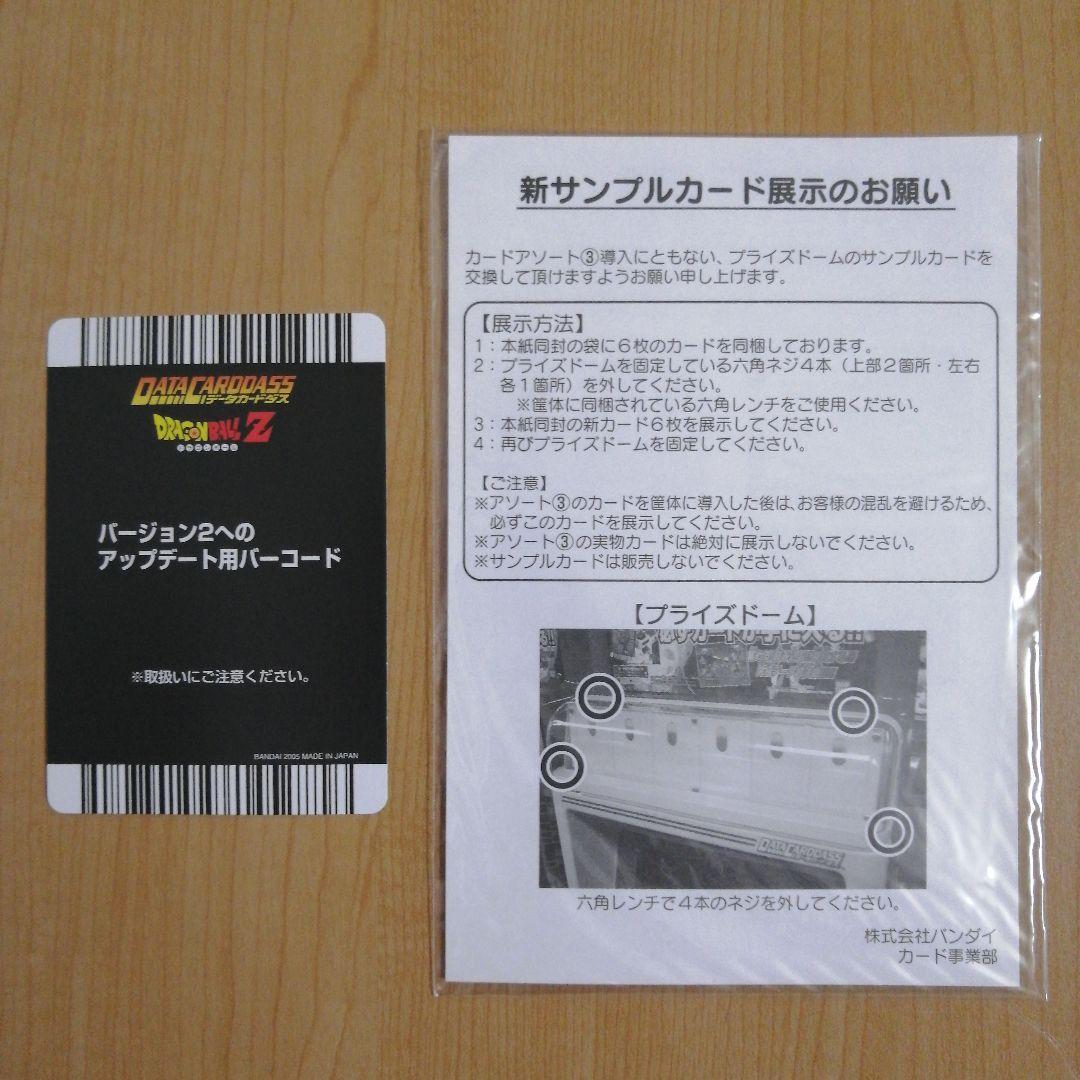 DATA CARDDASS
データカードダス
DRAGON BALL Z
ドラゴンボール
バージョン2への
アップデート用バーコード
※取扱いにご注意ください。
BANDAI 2005 MADE IN JAPAN
新サンプルカード展示のお願い
カードアソート③導入にともない、プライズドームのサンプルカードを
交換して頂けますようお願い申し上げます。
【展示方法】
1：本紙同封の袋に６枚のカードを同梱しております。
2：プライズドームを固定している六角ネジ４本（上部２箇所・左右
各１箇所）を外してください。
※筐体に同梱されている六角レンチをご使用ください。
3：本紙同封の新カード６枚を展示してください。
4：再びプライズドームを固定してください。
【ご注意】
※アソート③のカードを筐体に導入した後は、お客様の混乱を避けるため、
必ずこのカードを展示してください。
※アソート③の実物カードは絶対に展示しないでください。
※サンプルカードは販売しないでください。
【プライズドーム】
DATA CARDDASS
六角レンチで４本のネジを外してください。
株式会社バンダイ
カード事業部